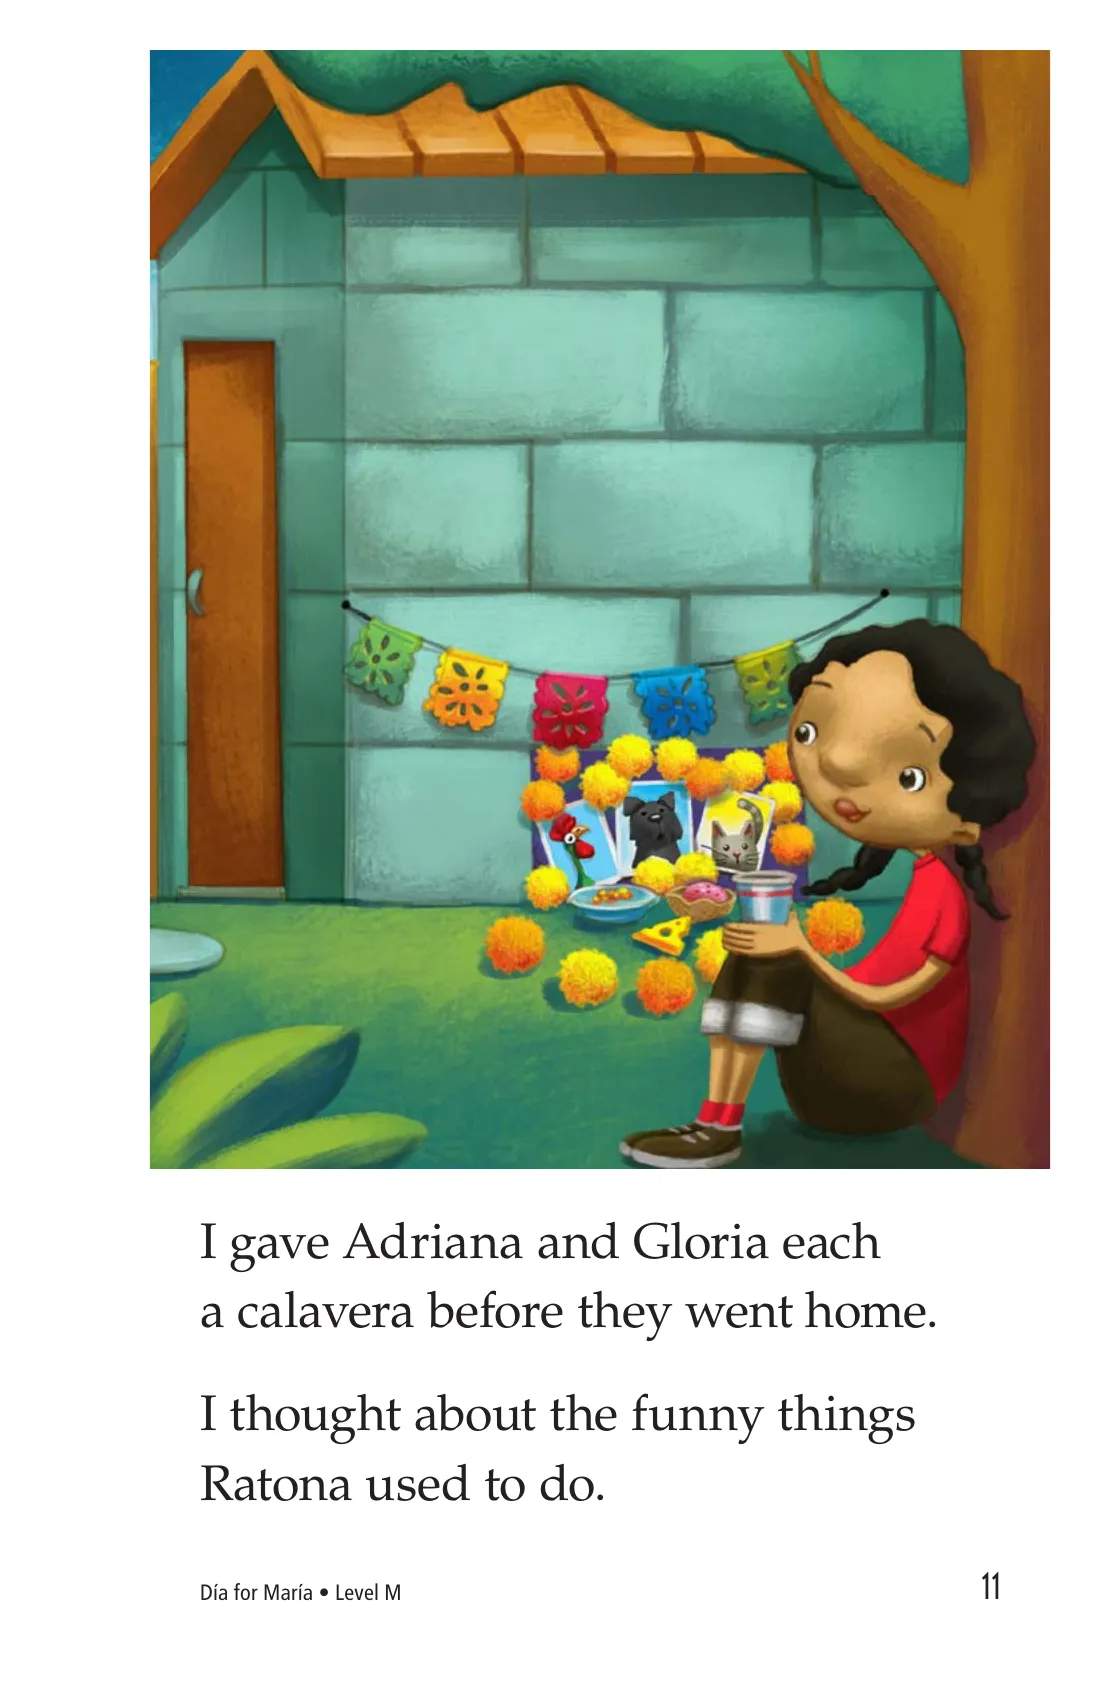 I gave Adriana and Gloria each
a calavera before they went home.
I thought about the funny things
Ratona used to do.
Día for María • Level M
11